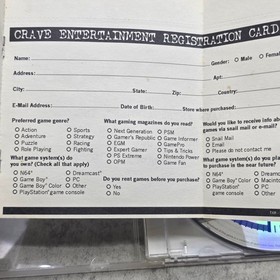 CRAVE ENTERTAINMENT REGISTRATION CARD
Name:
Gender: Male Female
Address:
Apt:
City:
State:
Zip:
Country:
E-Mail Address:
Date of Birth:
Store where purchased:
Preferred game genre?
Action Sports
Adventure Strategy
Puzzle Racing
Role Playing Fighting
What game system(s) do
you own? (Check all that apply)
N64® Dreamcast®
Game Boy® PC
Game Boy® Color Other
PlayStation® game console
What gaming magazines do you read?
Next Generation PSM
Gamer's Republic Game Informer
EGM GamePro
Expert Gamer Tips & Tricks
PS Extreme Nintendo Power
OPM Game Fan
Do you rent games before you purchase?
Yes
No
Would you like to receive info about
games via snail mail or e-mail?
Snail Mail
Email
Please do not contact me
What game system(s) do you plan
to purchase in the near future?
N64®
Game Boy®
Game Boy® Color
PlayStation®
game console
PC